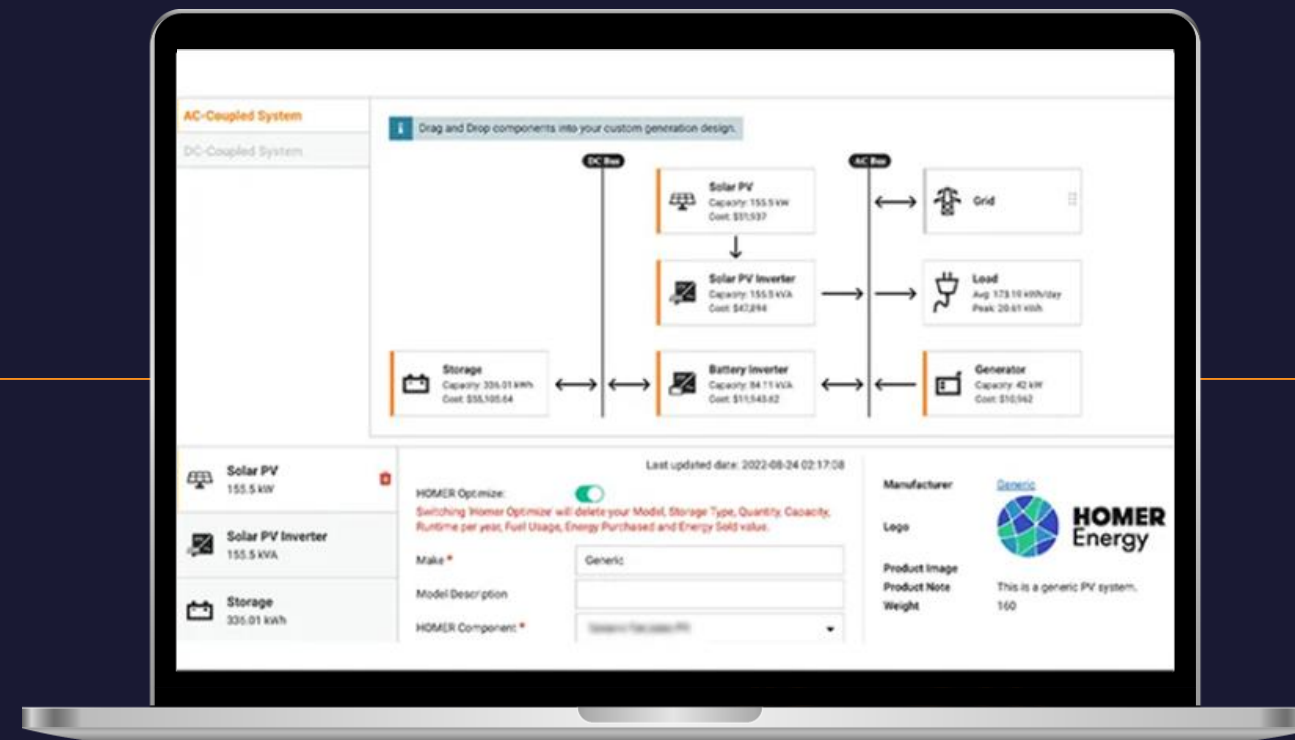 AC-Coupled System
DC-Coupled System
i Drag and Drop components into your custom generation design.
DC Bus
AC Bus
Solar PV
Capacity: 155.5 kW
Cost: $51,937
Grid
Solar PV Inverter
Capacity: 155.5 kVA
Cost: $47,894
Load
Avg: 173.19 kWh/day
Peak: 20.61 kWh
Storage
Capacity: 336.01 kWh
Cost: $55,105.64
Battery Inverter
Capacity: 84.11 kVA
Cost: $11,943.62
Generator
Capacity: 42 kW
Cost: $10,962
Solar PV
155.5 kW
Solar PV Inverter
155.5 kVA
Storage
336.01 kWh
Last updated date: 2022-08-24 02:17:08
HOMER Optimize:
Switching 'Homer Optimize' will delete your Model, Storage Type, Quantity, Capacity,
Runtime per year, Fuel Usage, Energy Purchased and Energy Sold value.
Make *
Generic
Model Description
HOMER Component *
Manufacturer
Generic
Logo
HOMER
Energy
Product Image
Product Note
This is a generic PV system.
Weight
160